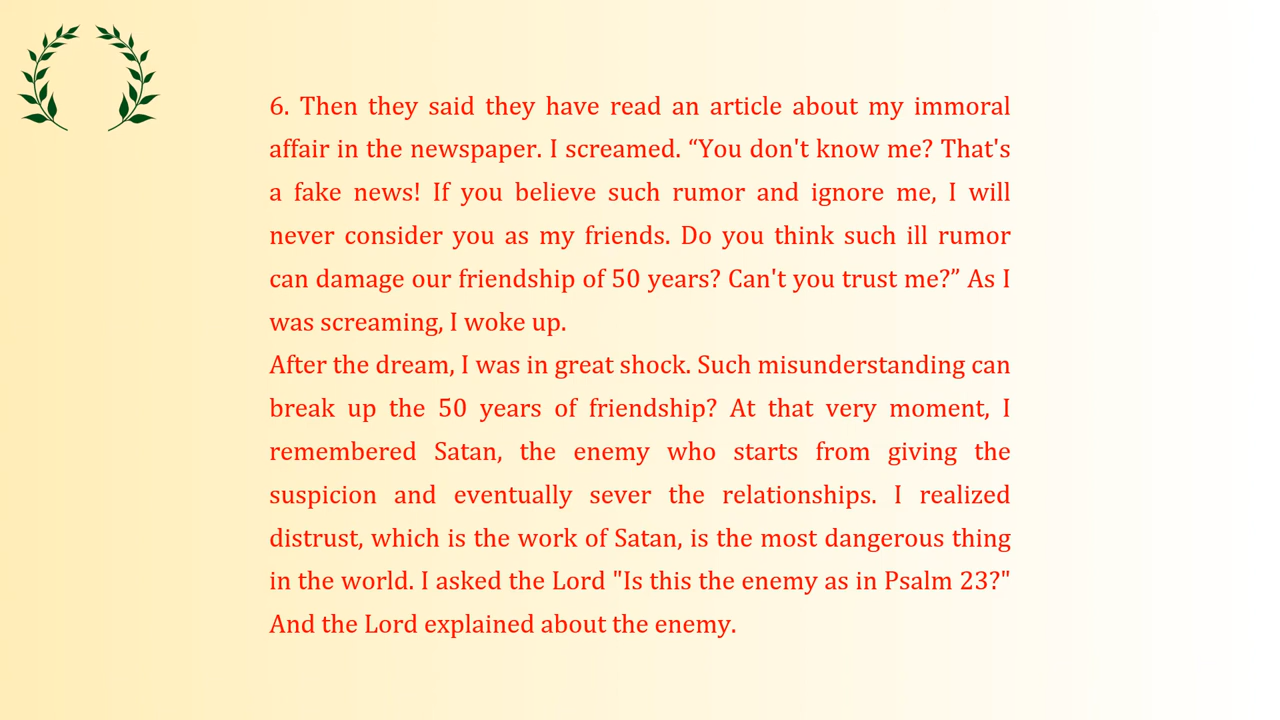 6. Then they said they have read an article about my immoral
affair in the newspaper. I screamed. “You don't know me? That's
a fake news! If you believe such rumor and ignore me, I will
never consider you as my friends. Do you think such ill rumor
can damage our friendship of 50 years? Can't you trust me?” As I
was screaming, I woke up.
After the dream, I was in great shock. Such misunderstanding can
break up the 50 years of friendship? At that very moment, I
remembered Satan, the enemy who starts from giving the
suspicion and eventually sever the relationships. I realized
distrust, which is the work of Satan, is the most dangerous thing
in the world. I asked the Lord "Is this the enemy as in Psalm 23?"
And the Lord explained about the enemy.